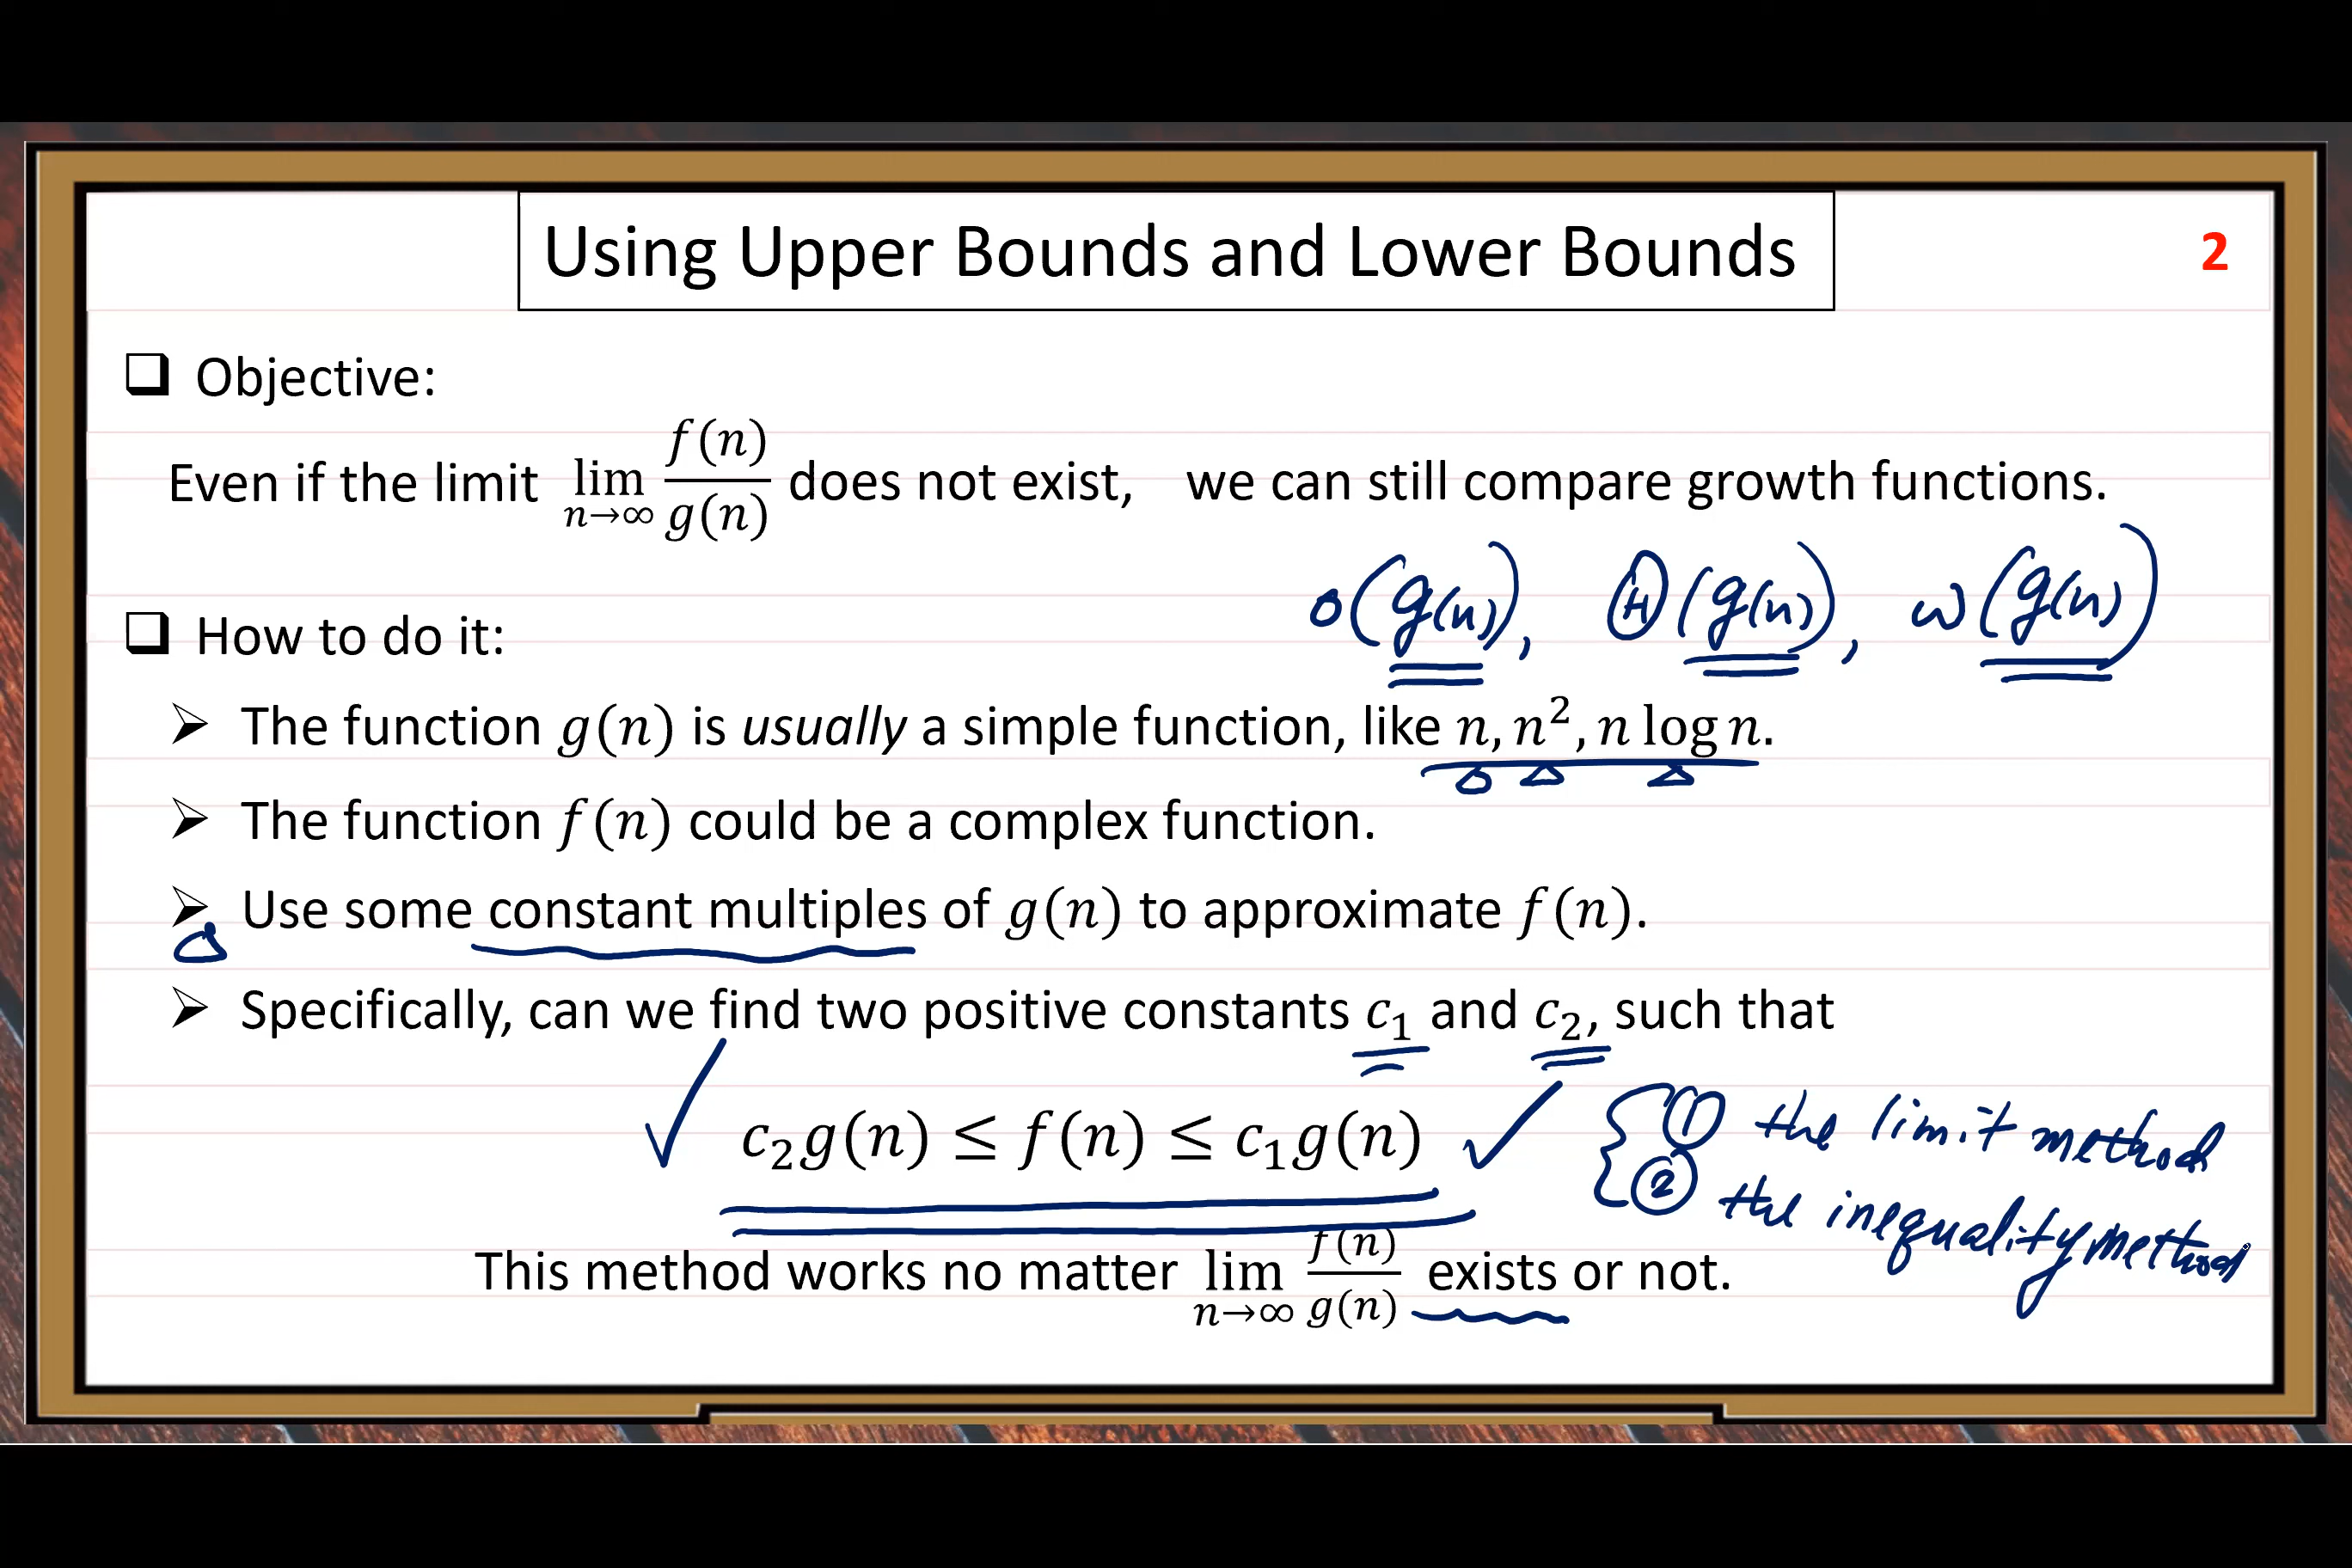 Using Upper Bounds and Lower Bounds
2
❑ Objective:
Even if the limit lim n→∞ f(n)/g(n) does not exist, we can still compare growth functions.
o(g(n)), Θ(g(n)), ω(g(n))
❑ How to do it:
➢ The function g(n) is usually a simple function, like n, n², n log n.
➢ The function f(n) could be a complex function.
➢ Use some constant multiples of g(n) to approximate f(n).
➢ Specifically, can we find two positive constants c₁ and c₂, such that
c₂g(n) ≤ f(n) ≤ c₁g(n)
① the limit method
② the inequality method
This method works no matter lim n→∞ f(n)/g(n) exists or not.